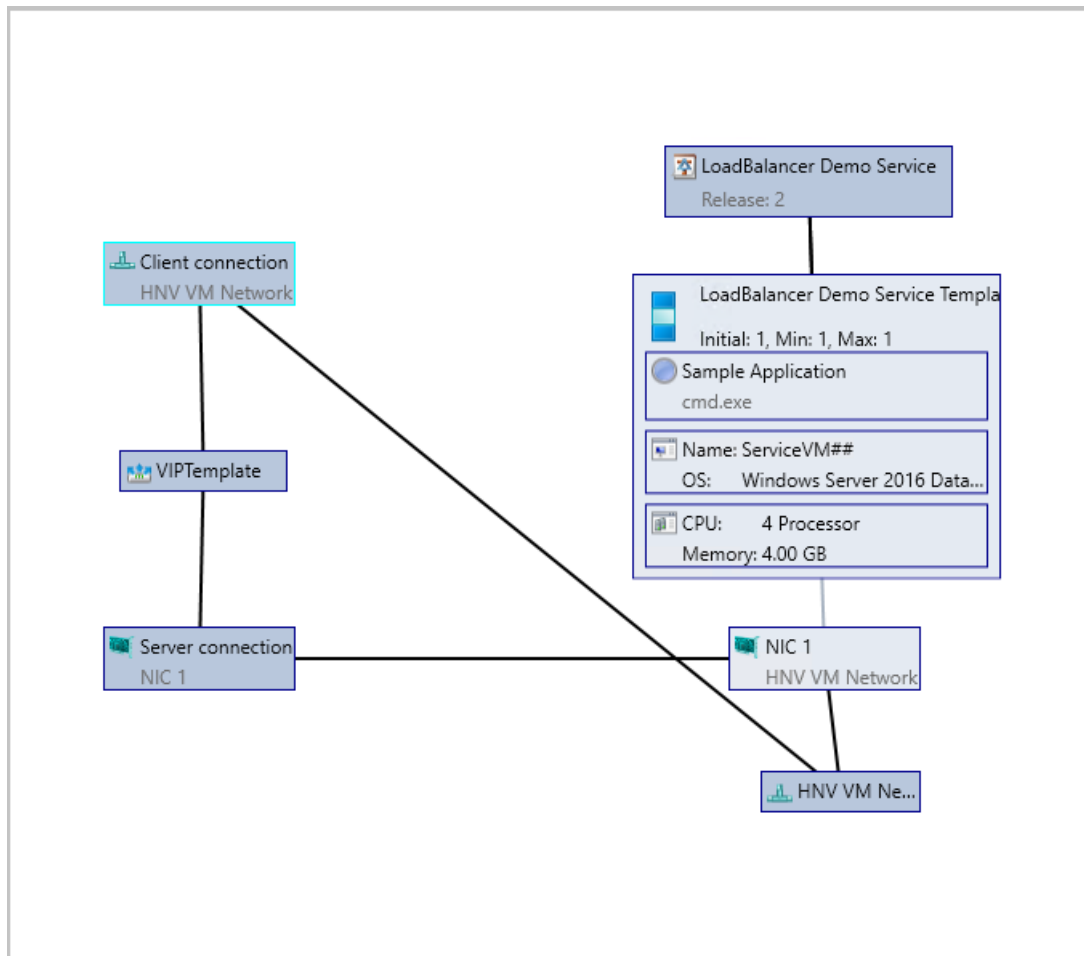 LoadBalancer Demo Service
Release: 2
Client connection
HNV VM Network
LoadBalancer Demo Service Templa
Initial: 1, Min: 1, Max: 1
Sample Application
cmd.exe
Name: ServiceVM##
OS: Windows Server 2016 Data...
CPU: 4 Processor
Memory: 4.00 GB
VIPTemplate
Server connection
NIC 1
NIC 1
HNV VM Network
HNV VM Ne...